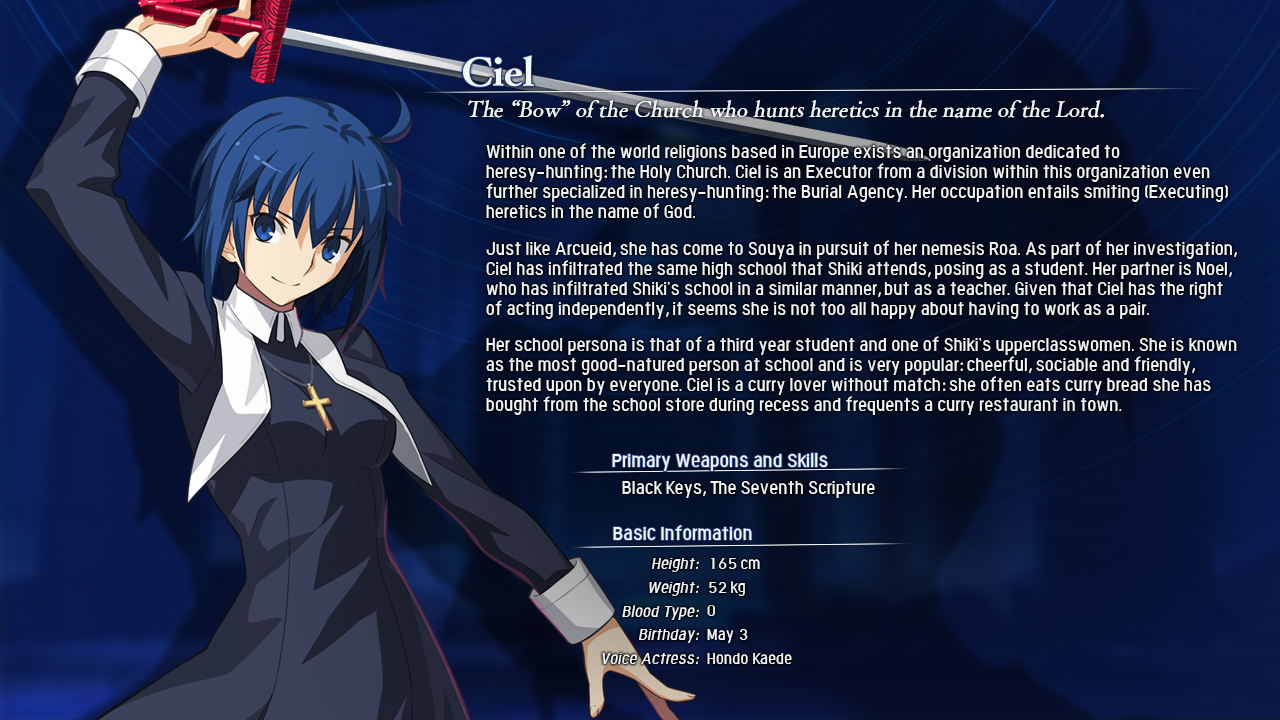 Ciel
The “Bow” of the Church who hunts heretics in the name of the Lord.
Within one of the world religions based in Europe exists an organization dedicated to
heresy-hunting: the Holy Church. Ciel is an Executor from a division within this organization even
further specialized in heresy-hunting: the Burial Agency. Her occupation entails smiting (Executing)
heretics in the name of God.
Just like Arcueid, she has come to Souya in pursuit of her nemesis Roa. As part of her investigation,
Ciel has infiltrated the same high school that Shiki attends, posing as a student. Her partner is Noel,
who has infiltrated Shiki's school in a similar manner, but as a teacher. Given that Ciel has the right
of acting independently, it seems she is not too all happy about having to work as a pair.
Her school persona is that of a third year student and one of Shiki's upperclasswomen. She is known
as the most good-natured person at school and is very popular: cheerful, sociable and friendly,
trusted upon by everyone. Ciel is a curry lover without match: she often eats curry bread she has
bought from the school store during recess and frequents a curry restaurant in town.
Primary Weapons and Skills
Black Keys, The Seventh Scripture
Basic Information
Height: 165 cm
Weight: 52 kg
Blood Type: O
Birthday: May 3
Voice Actress: Hondo Kaede